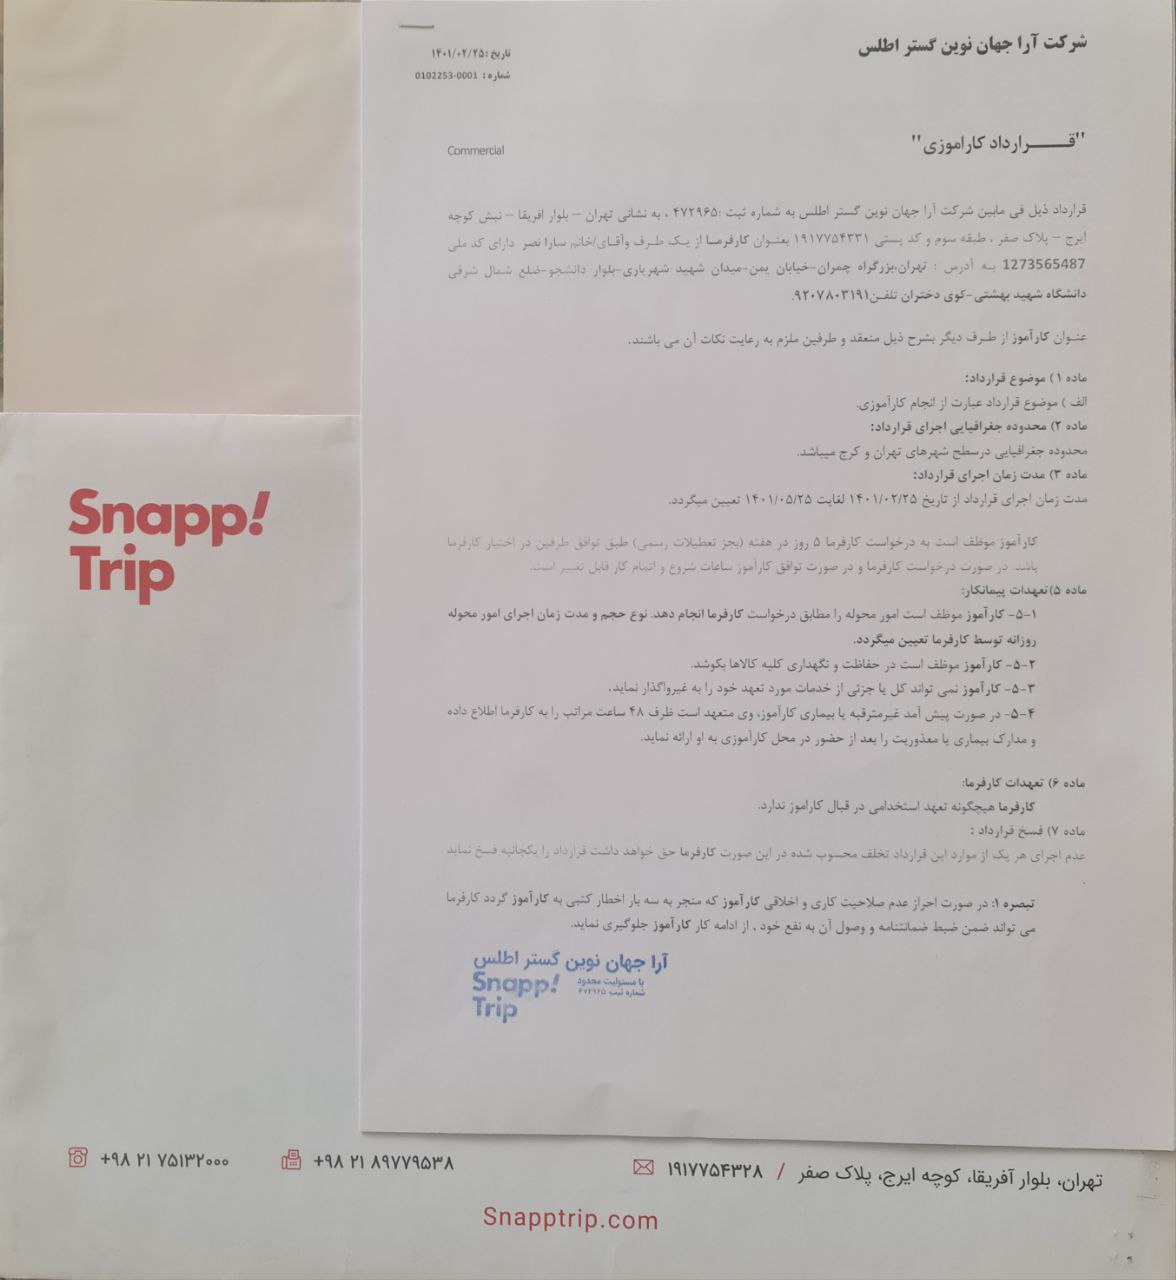 شرکت آرا جهان نوین گستر اطلس
تاریخ :۱۴۰۱/۰۲/۲۵
شماره : 0102253-0001
"قــــــرارداد کاراموزی"
Commercial
قرارداد ذیل فی مابین شرکت آرا جهان نوین گستر اطلس به شماره ثبت :۴۷۲۹۶۵ ، به نشانی تهران – بلوار افریقا – نبش کوچه
ایرج – پلاک صفر ، طبقه سوم و کد پستی ۱۹۱۷۷۵۴۳۳۱ بعنوان کارفرما از یک طرف وآقای/خانم سارا نصر دارای کد ملی
1273565487 به آدرس : تهران،بزرگراه چمران-خیابان یمن-میدان شهید شهریاری-بلوار دانشجو-ضلع شمال شرقی
دانشگاه شهید بهشتی-کوی دختران تلفن۹۲۰۷۸۰۳۱۹۱.
عنوان کارآموز از طرف دیگر بشرح ذیل منعقد و طرفین ملزم به رعایت نکات آن می باشند.
ماده ۱) موضوع قرارداد:
الف ) موضوع قرارداد عبارت از انجام کارآموزی.
ماده ۲) محدوده جغرافیایی اجرای قرارداد:
محدوده جغرافیایی درسطح شهرهای تهران و کرج میباشد.
ماده ۳) مدت زمان اجرای قرارداد:
مدت زمان اجرای قرارداد از تاریخ ۱۴۰۱/۰۲/۲۵ لغایت ۱۴۰۱/۰۵/۲۵ تعیین میگردد.
کارآموز موظف است به درخواست کارفرما ۵ روز در هفته (بجز تعطیلات رسمی) طبق توافق طرفین در اختیار کارفرما
باشد. در صورت درخواست کارفرما و در صورت توافق کارآموز ساعات شروع و اتمام کار قابل تغییر است.
ماده ۵)تعهدات پیمانکار:
۵-۱- کارآموز موظف است امور محوله را مطابق درخواست کارفرما انجام دهد. نوع حجم و مدت زمان اجرای امور محوله
روزانه توسط کارفرما تعیین میگردد.
۵-۲- کارآموز موظف است در حفاظت و نگهداری کلیه کالاها بکوشد.
۵-۳- کارآموز نمی تواند کل یا جزئی از خدمات مورد تعهد خود را به غیرواگذار نماید.
۵-۴- در صورت پیش آمد غیرمترقبه یا بیماری کارآموز، وی متعهد است ظرف ۴۸ ساعت مراتب را به کارفرما اطلاع داده
و مدارک بیماری یا معذوریت را بعد از حضور در محل کارآموزی به او ارائه نماید.
ماده ۶) تعهدات کارفرما:
کارفرما هیچگونه تعهد استخدامی در قبال کاراموز ندارد.
ماده ۷) فسخ قرارداد :
عدم اجرای هر یک از موارد این قرارداد تخلف محسوب شده در این صورت کارفرما حق خواهد داشت قرارداد را یکجانبه فسخ نماید
تبصره ۱: در صورت احراز عدم صلاحیت کاری و اخلاقی کارآموز که منجر به سه بار اخطار کتبی به کارآموز گردد کارفرما
می تواند ضمن ضبط ضمانتنامه و وصول آن به نفع خود ، از ادامه کار کارآموز جلوگیری نماید.
آرا جهان نوین گستر اطلس
با مسئولیت محدود
شماره ثبت ۴۷۲۹۶۵
Snapp!
Trip
Snapp!
Trip
+۹۸ ۲۱ ۷۵۱۳۲۰۰۰
+۹۸ ۲۱ ۸۹۷۷۹۵۳۸
تهران، بلوار آفریقا، کوچه ایرج، پلاک صفر / ۱۹۱۷۷۵۴۳۲۸
Snapptrip.com